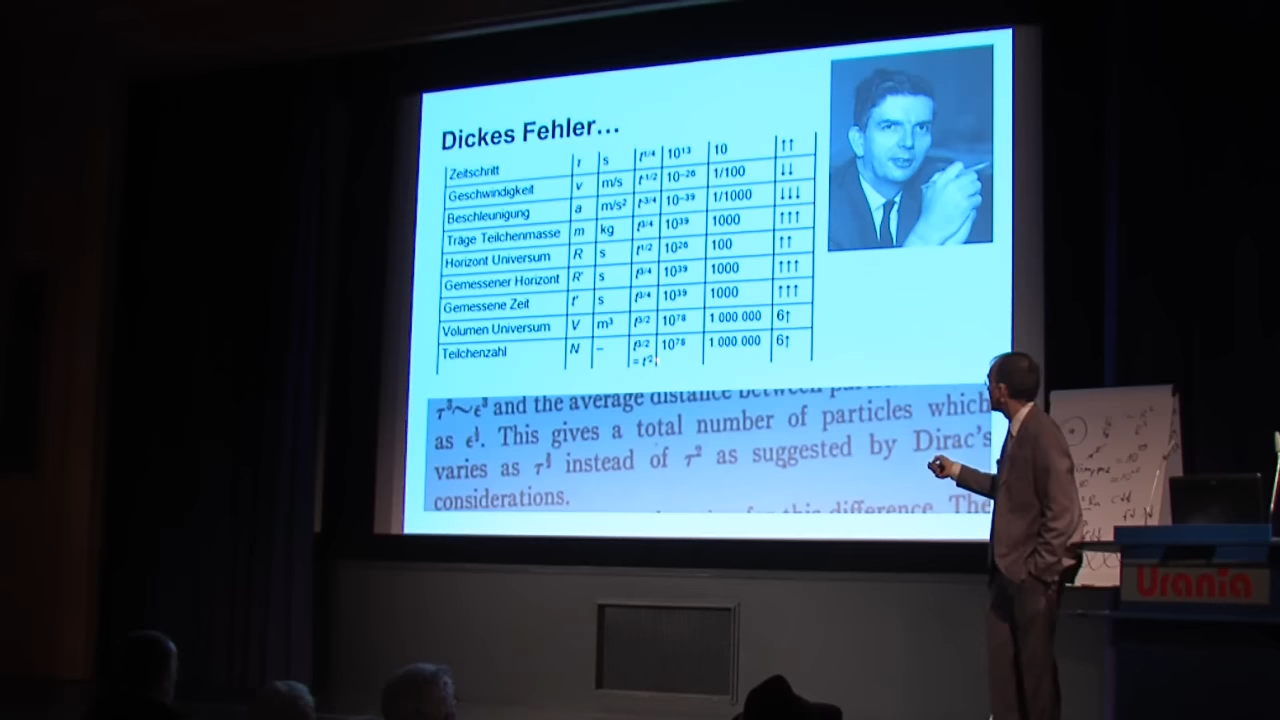 Dickes Fehler…
Zeitschritt τ s t^1/4 10^13 10 ↑↑
Geschwindigkeit v m/s t^-1/2 10^-26 1/100 ↓↓
Beschleunigung a m/s² t^-3/4 10^-39 1/1000 ↓↓↓
Träge Teilchenmasse m kg t^3/4 10^39 1000 ↑↑↑
Horizont Universum R s t^1/2 10^26 100 ↑↑
Gemessener Horizont R' s t^3/4 10^39 1000 ↑↑↑
Gemessene Zeit t' s t^3/4 10^39 1000 ↑↑↑
Volumen Universum V m³ t^3/2 10^78 1 000 000 6↑
Teilchenzahl N – t^3/2 10^78 1 000 000 6↑
= t'²
and the average distance between
as This gives a total number of particles which
varies as instead of τ² as suggested by Dirac's
considerations.
this difference. The
Urania